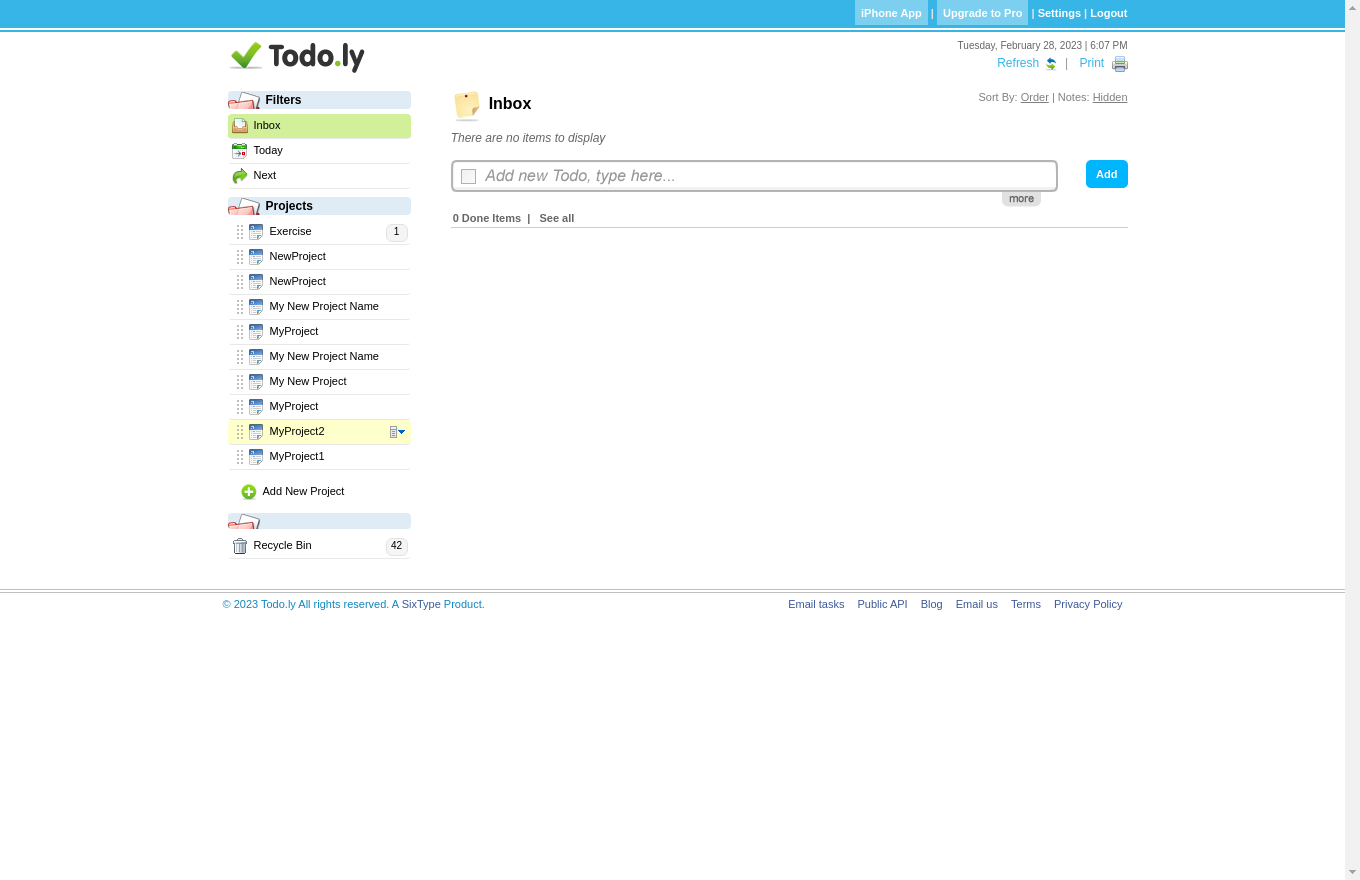 iPhone App | Upgrade to Pro | Settings | Logout
Todo.ly
Tuesday, February 28, 2023 | 6:07 PM
Refresh | Print
Filters
Inbox
Today
Next
Projects
Exercise 1
NewProject
NewProject
My New Project Name
MyProject
My New Project Name
My New Project
MyProject
MyProject2
MyProject1
Add New Project
Recycle Bin 42
Inbox
Sort By: Order | Notes: Hidden
There are no items to display
Add new Todo, type here...
Add
more
0 Done Items | See all
© 2023 Todo.ly All rights reserved. A SixType Product.
Email tasks Public API Blog Email us Terms Privacy Policy